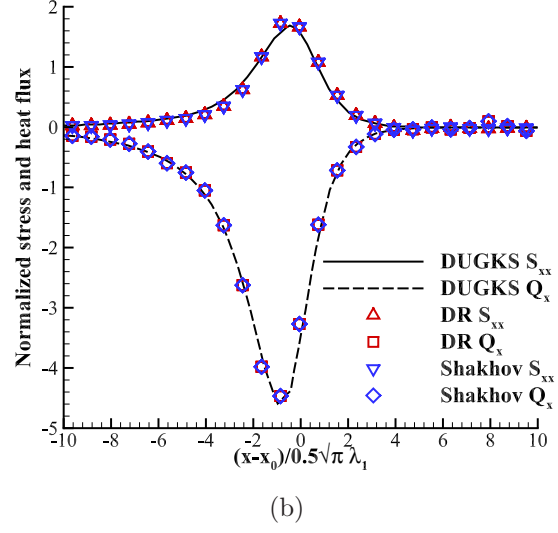 2
1
0
-1
-2
-3
-4
-5
Normalized stress and heat flux
DUGKS S_xx
DUGKS Q_x
DR S_xx
DR Q_x
Shakhov S_xx
Shakhov Q_x
-10 -8 -6 -4 -2 0 2 4 6 8 10
(x-x_0)/0.5√π λ_1
(b)